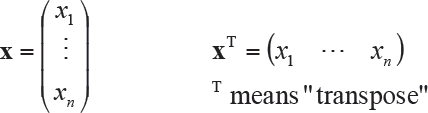 x = ( x₁ ⋮ xₙ )
xᵀ = ( x₁ ⋯ xₙ )
ᵀ means "transpose"